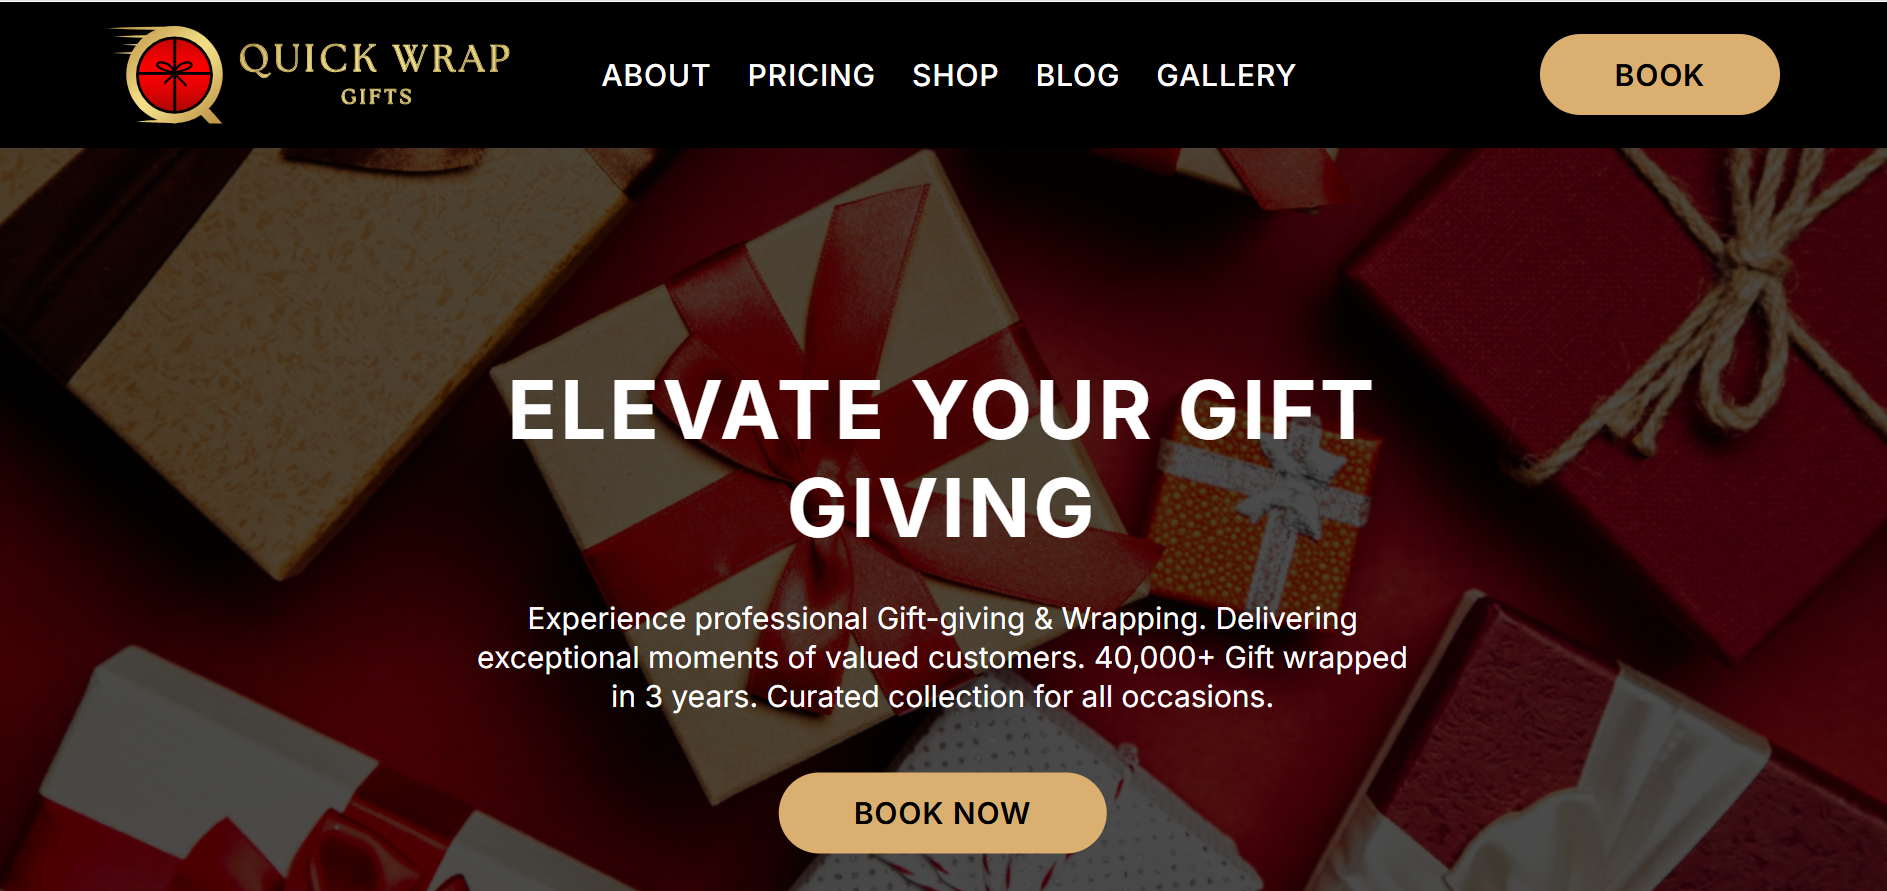 QUICK WRAP
GIFTS
ABOUT PRICING SHOP BLOG GALLERY
BOOK
ELEVATE YOUR GIFT
GIVING
Experience professional Gift-giving & Wrapping. Delivering
exceptional moments of valued customers. 40,000+ Gift wrapped
in 3 years. Curated collection for all occasions.
BOOK NOW